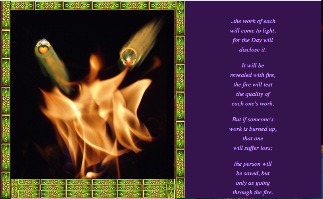 ..the work of each
will come to light;
for the Day will
disclose it.
It will be
revealed with fire,
the fire will test
the quality of
each one's work.
But if someone's
work is burned up,
that one
will suffer loss;
the person will
be saved, but
only as going
through the fire.